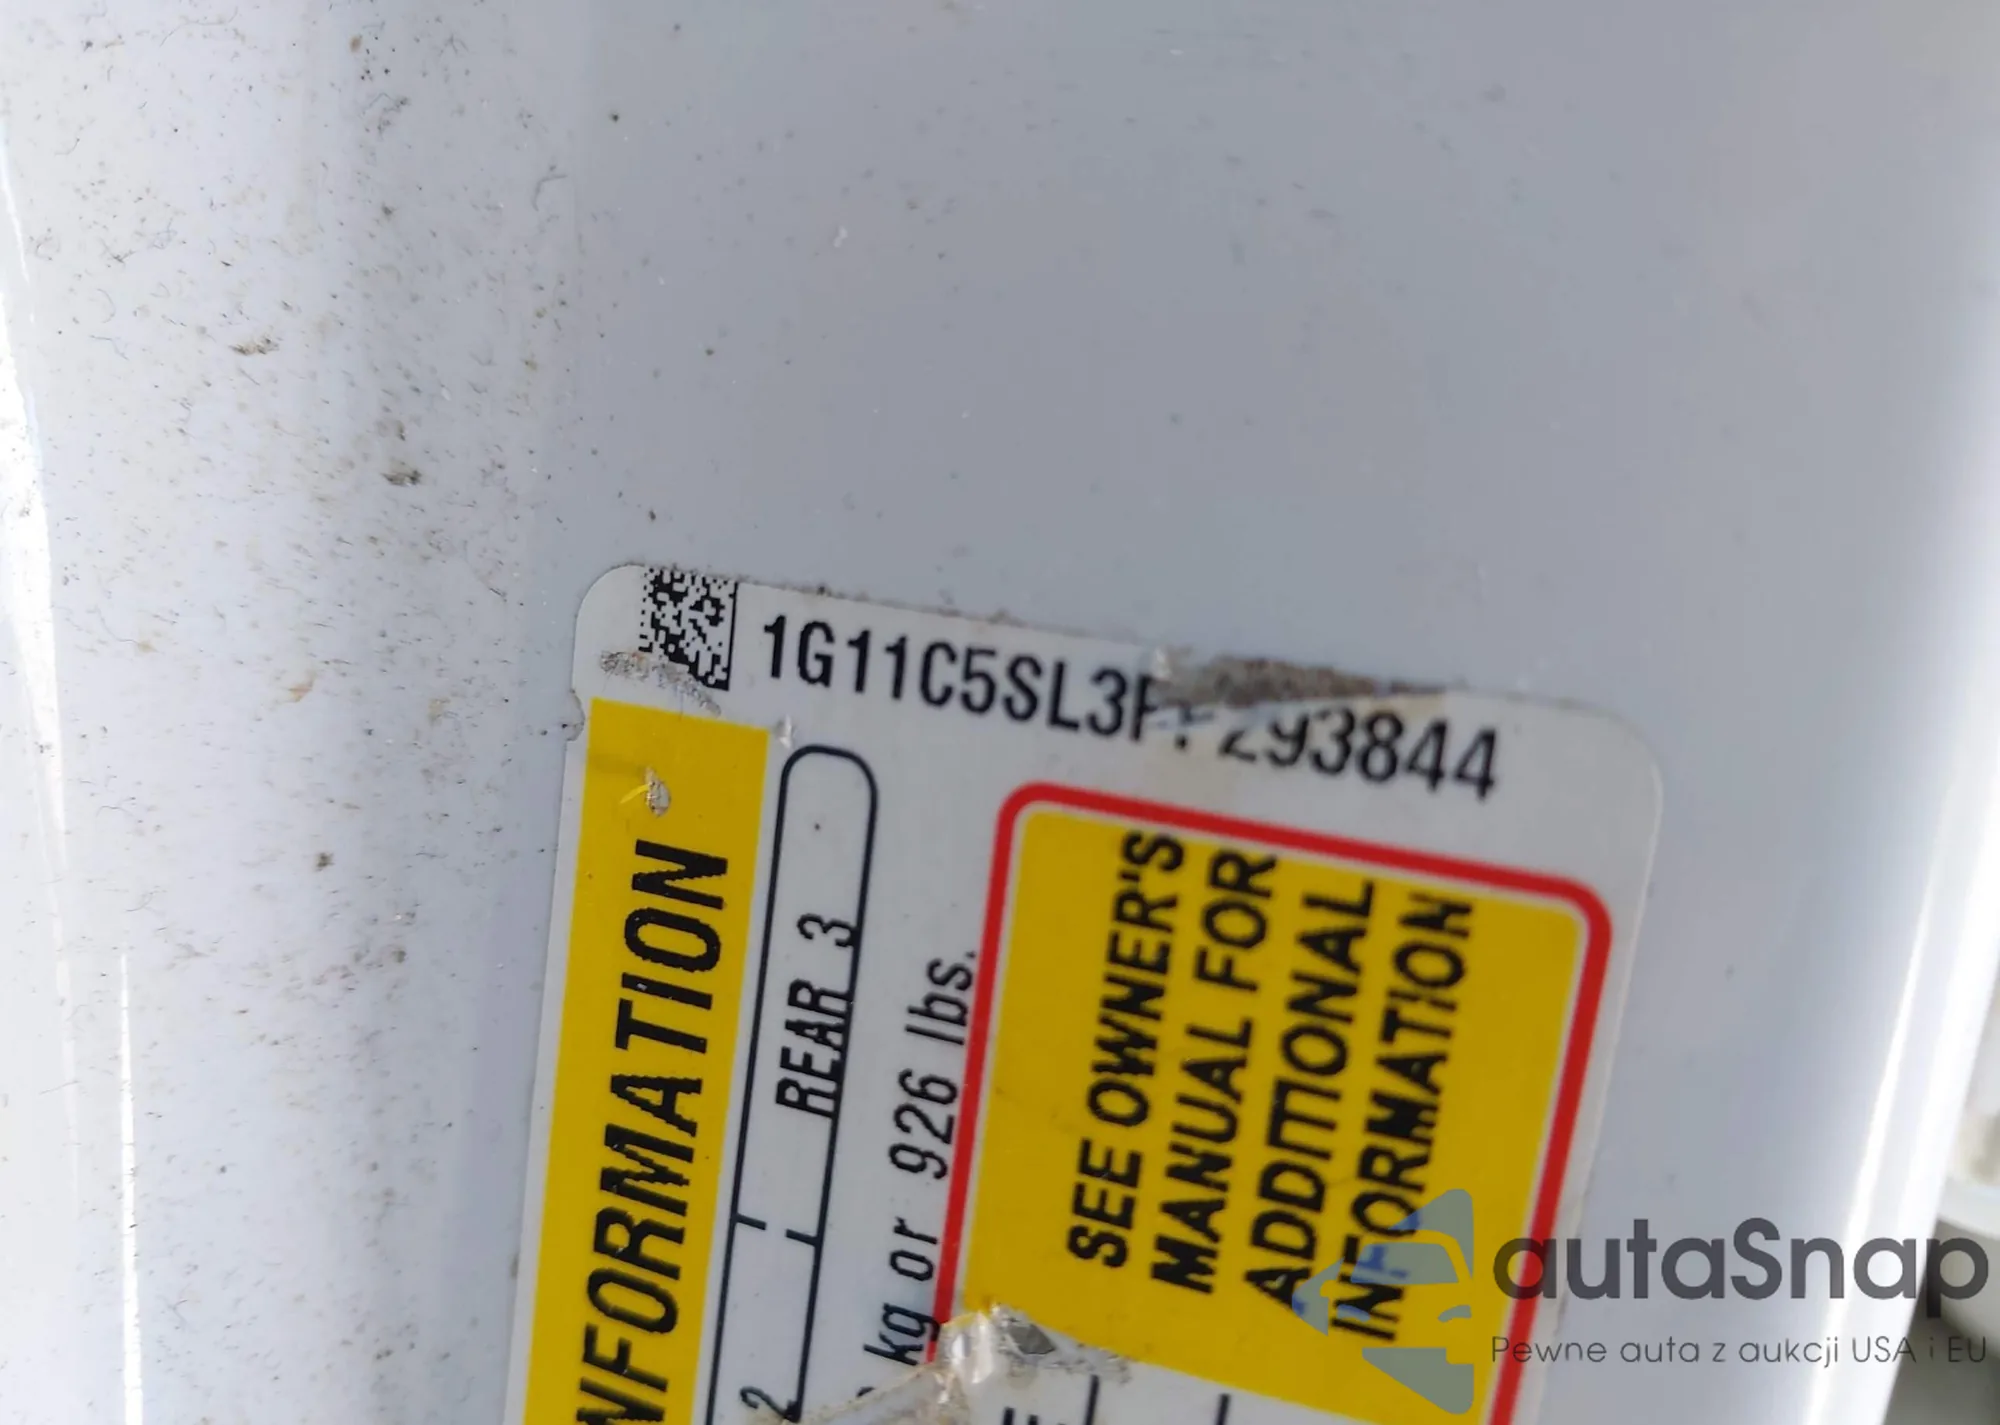 1G11C5SL3F 293844
INFORMATION
REAR 3
2
kg or 926 lbs.
SEE OWNER'S
MANUAL FOR
ADDITIONAL
INFORMATION
autaSnap
Pewne auta z aukcji USA i EU